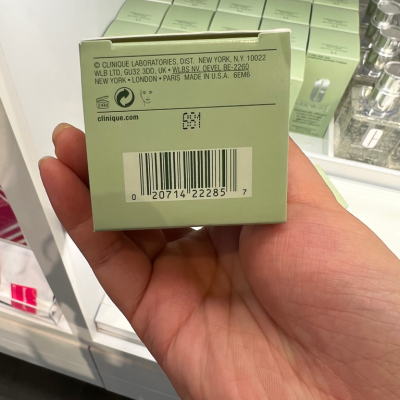 © CLINIQUE LABORATORIES, DIST. NEW YORK, N.Y. 10022
WLB LTD, GU32 3DD, UK • WLBS.NV, OEVEL BE-2260
NEW YORK • LONDON • PARIS MADE IN U.S.A. 6EM6
clinique.com
0 20714 22285 7